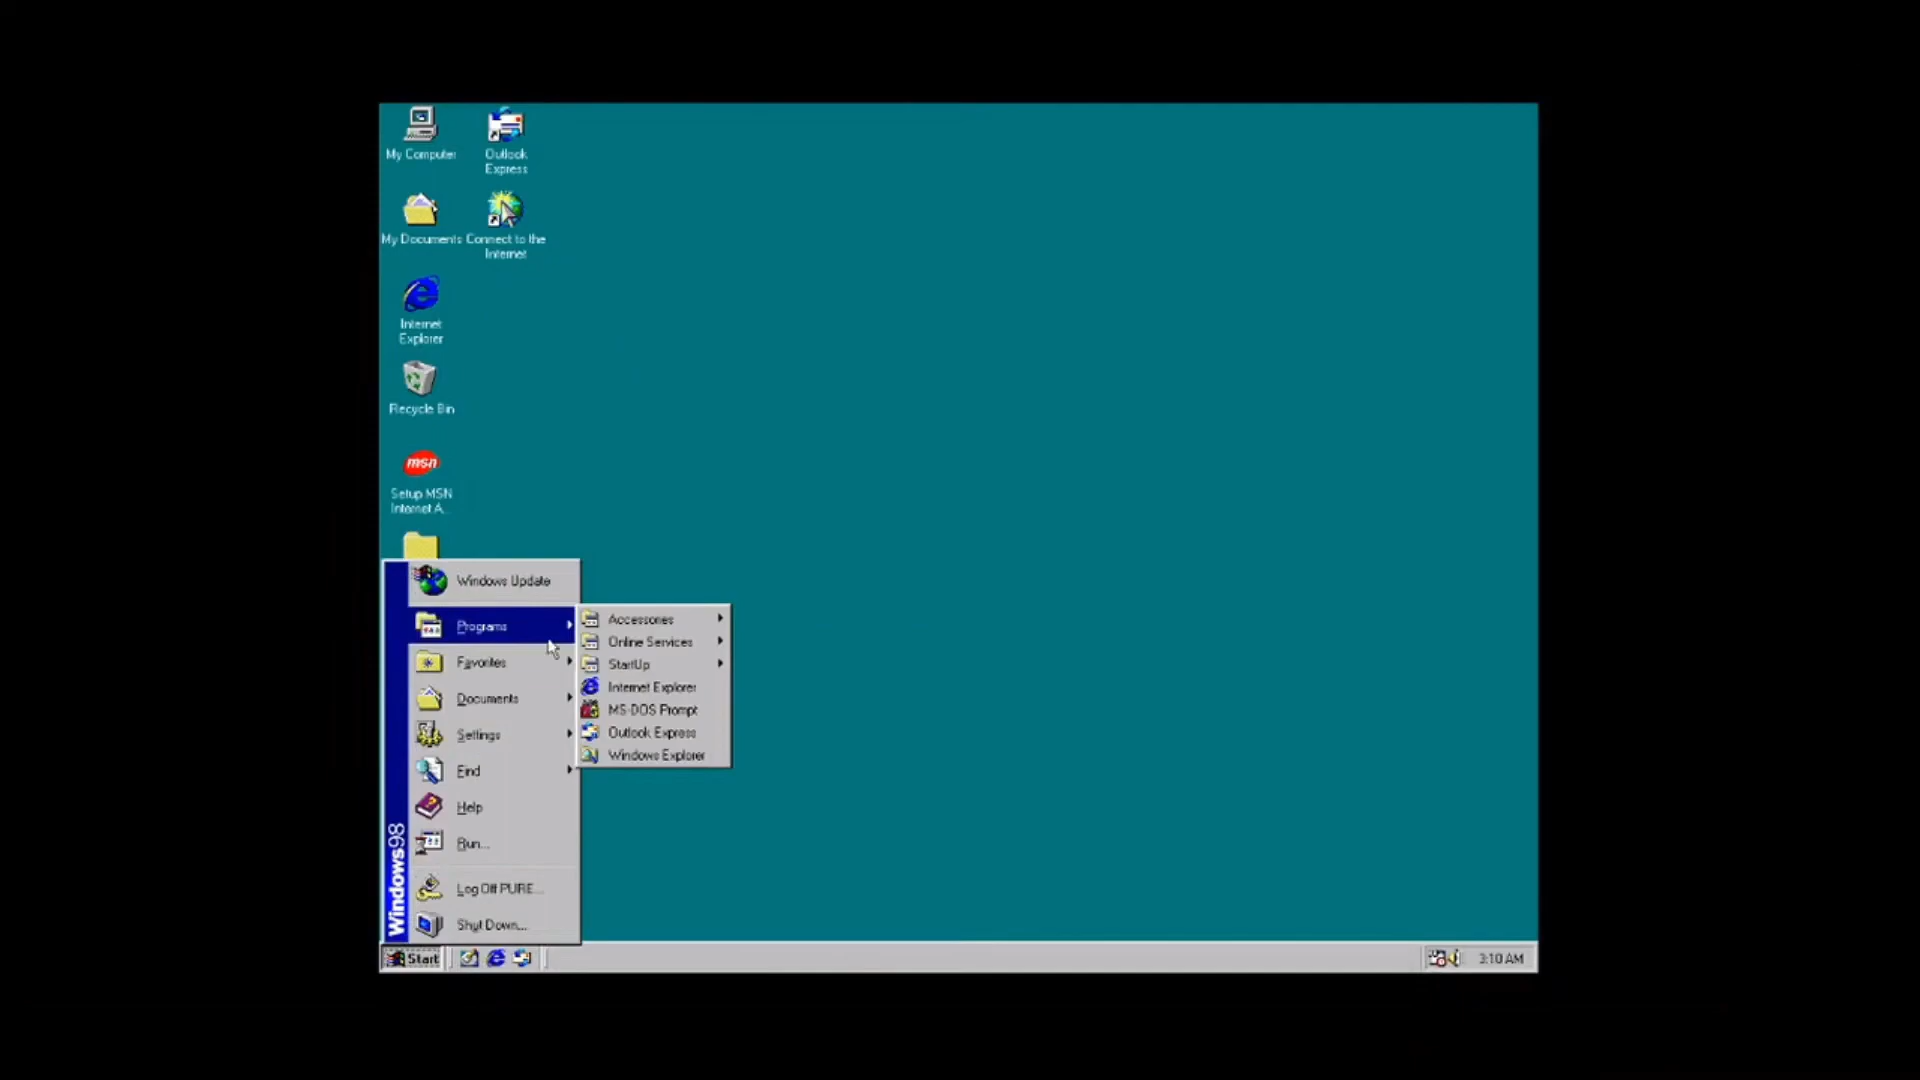 My Computer
Outlook
Express
My Documents
Connect to the
Internet
Internet
Explorer
Recycle Bin
msn
Setup MSN
Internet A...
Windows Update
Programs
Favorites
Documents
Settings
Find
Help
Run...
Log Off PURE...
Shut Down...
Windows98
Accessories
Online Services
StartUp
Internet Explorer
MS-DOS Prompt
Outlook Express
Windows Explorer
Start
3:10 AM